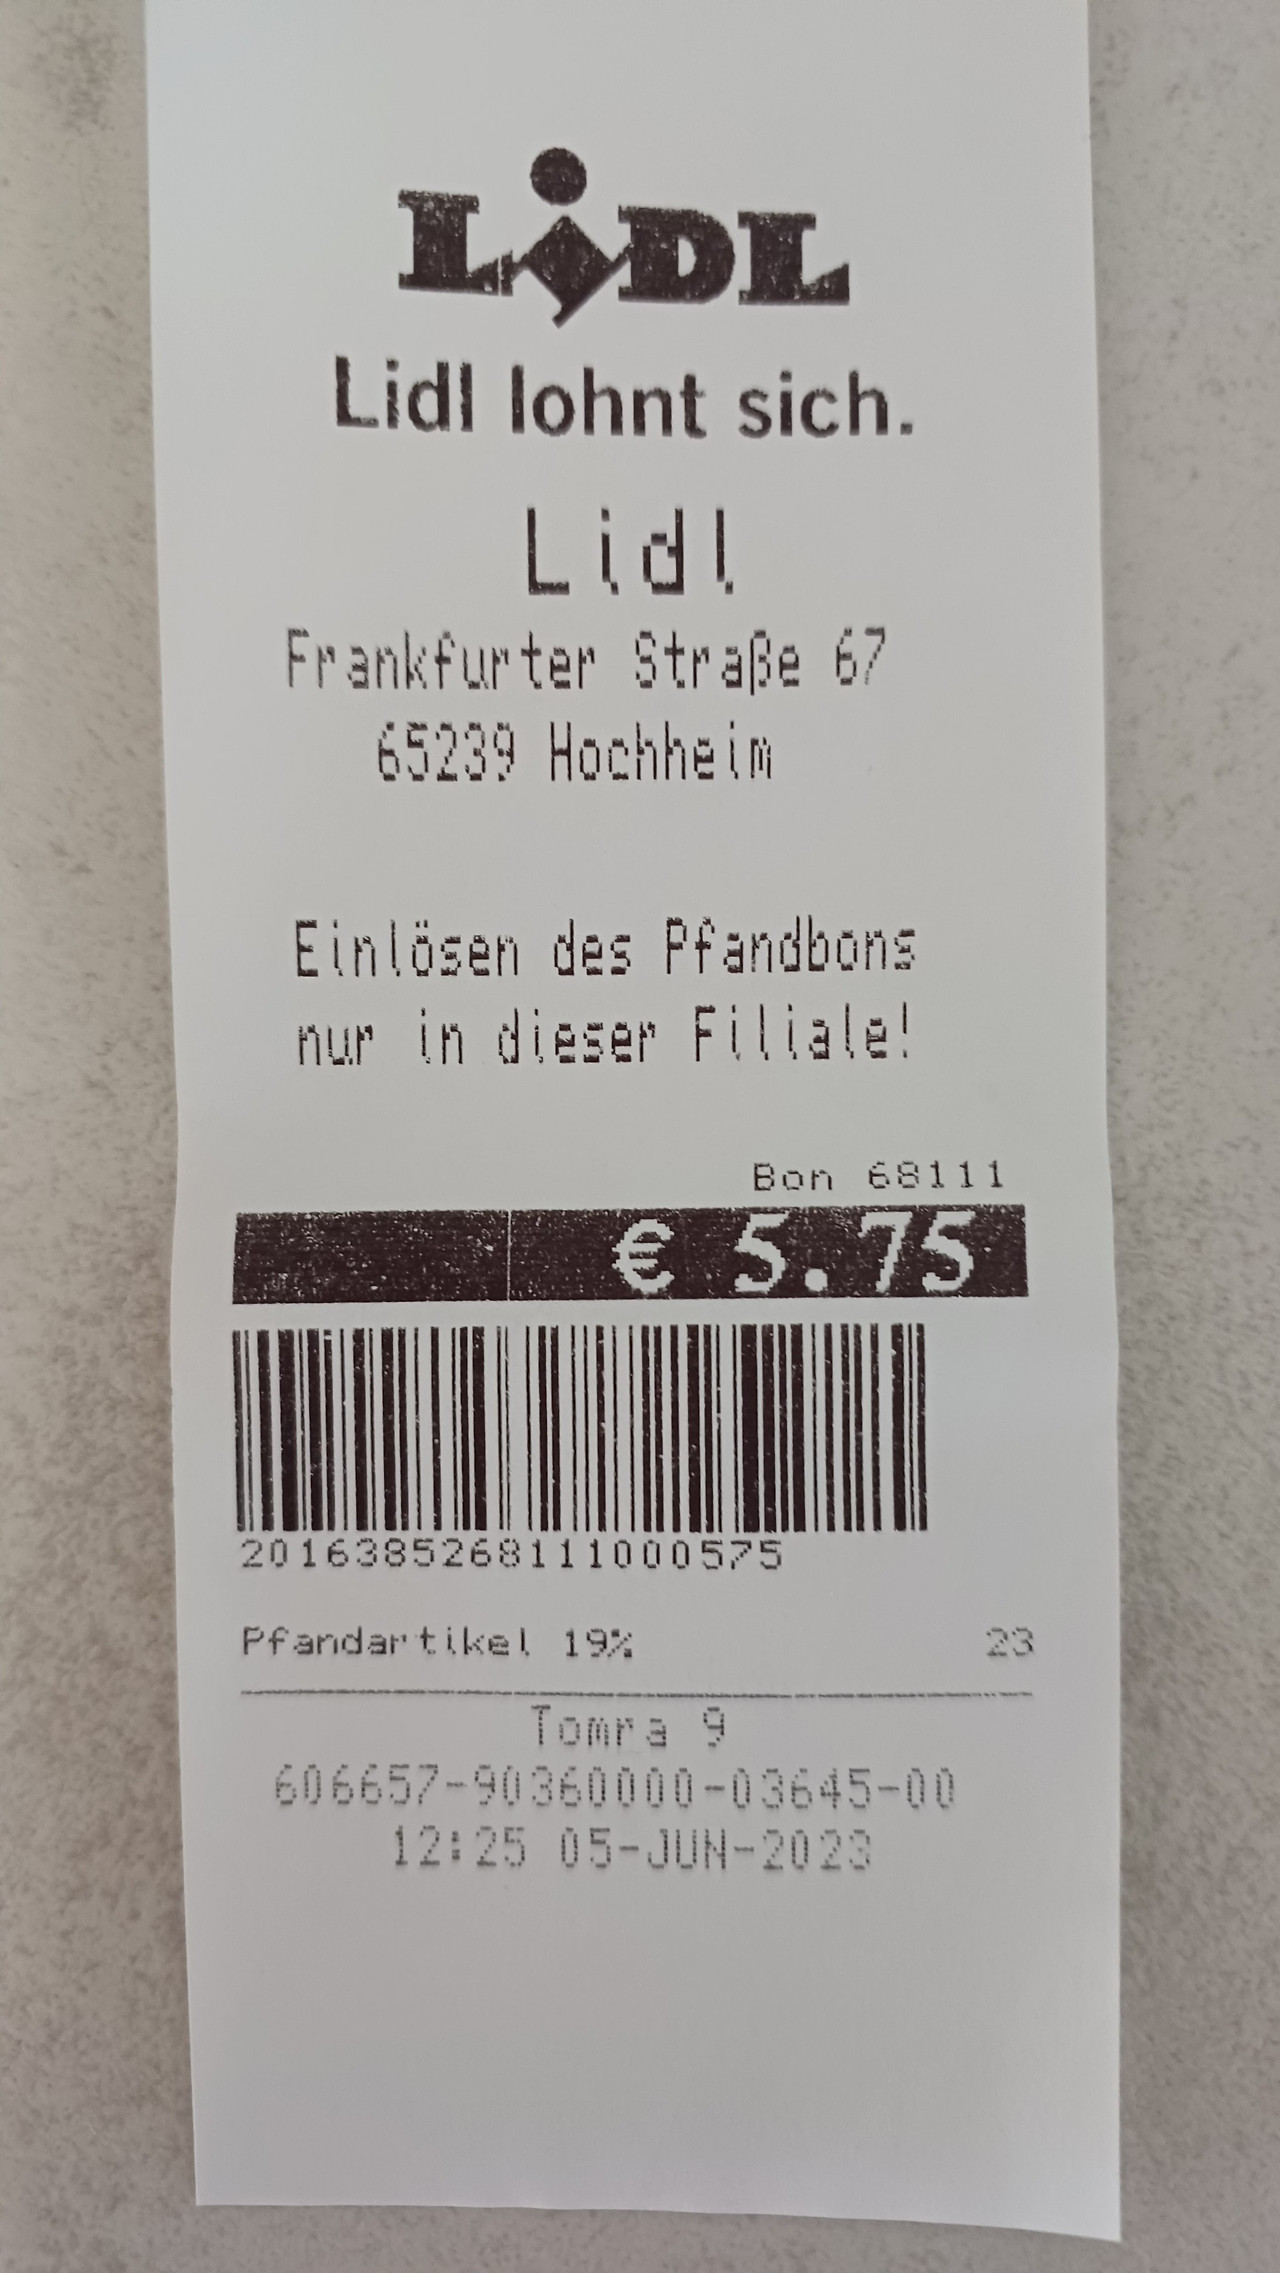 LiDL
Lidl lohnt sich.
Lidl
Frankfurter Straße 67
65239 Hochheim
Einlösen des Pfandbons
nur in dieser Filiale!
Bon 68111
€ 5.75
2016385268111000575
Pfandartikel 19% 23
Tomra 9
606657-90360000-03645-00
12:25 05-JUN-2023